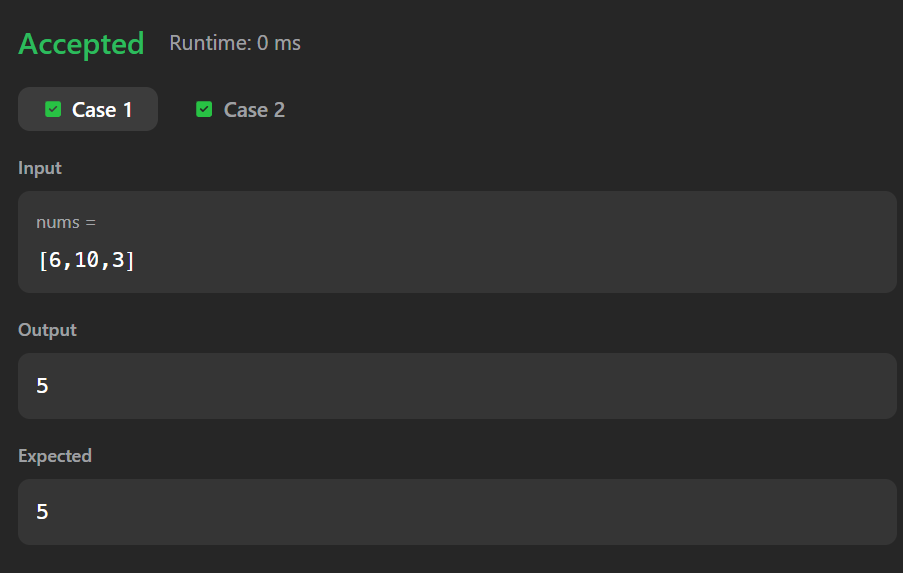 Accepted Runtime: 0 ms
Case 1 Case 2
Input
nums =
[6,10,3]
Output
5
Expected
5